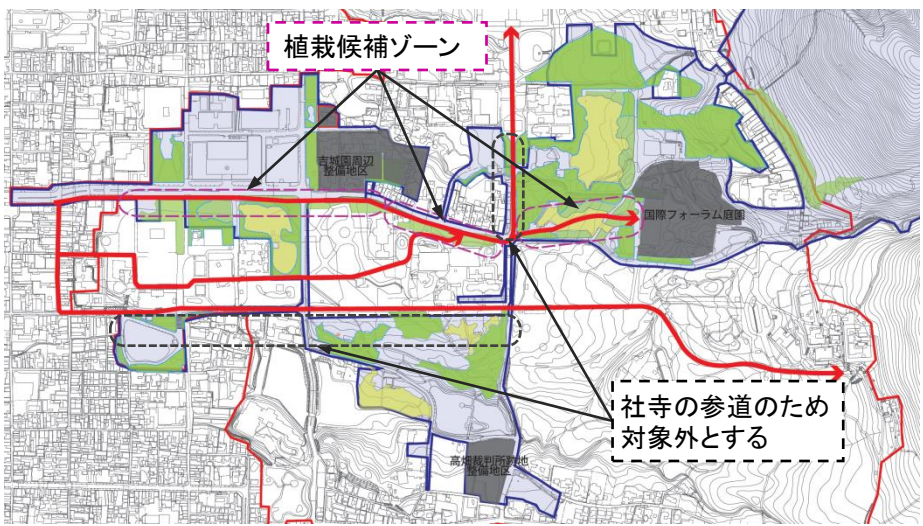 植栽候補ゾーン
吉城園周辺
整備地区
国際フォーラム庭園
社寺の参道のため
対象外とする
高畑裁判所跡地
整備地区